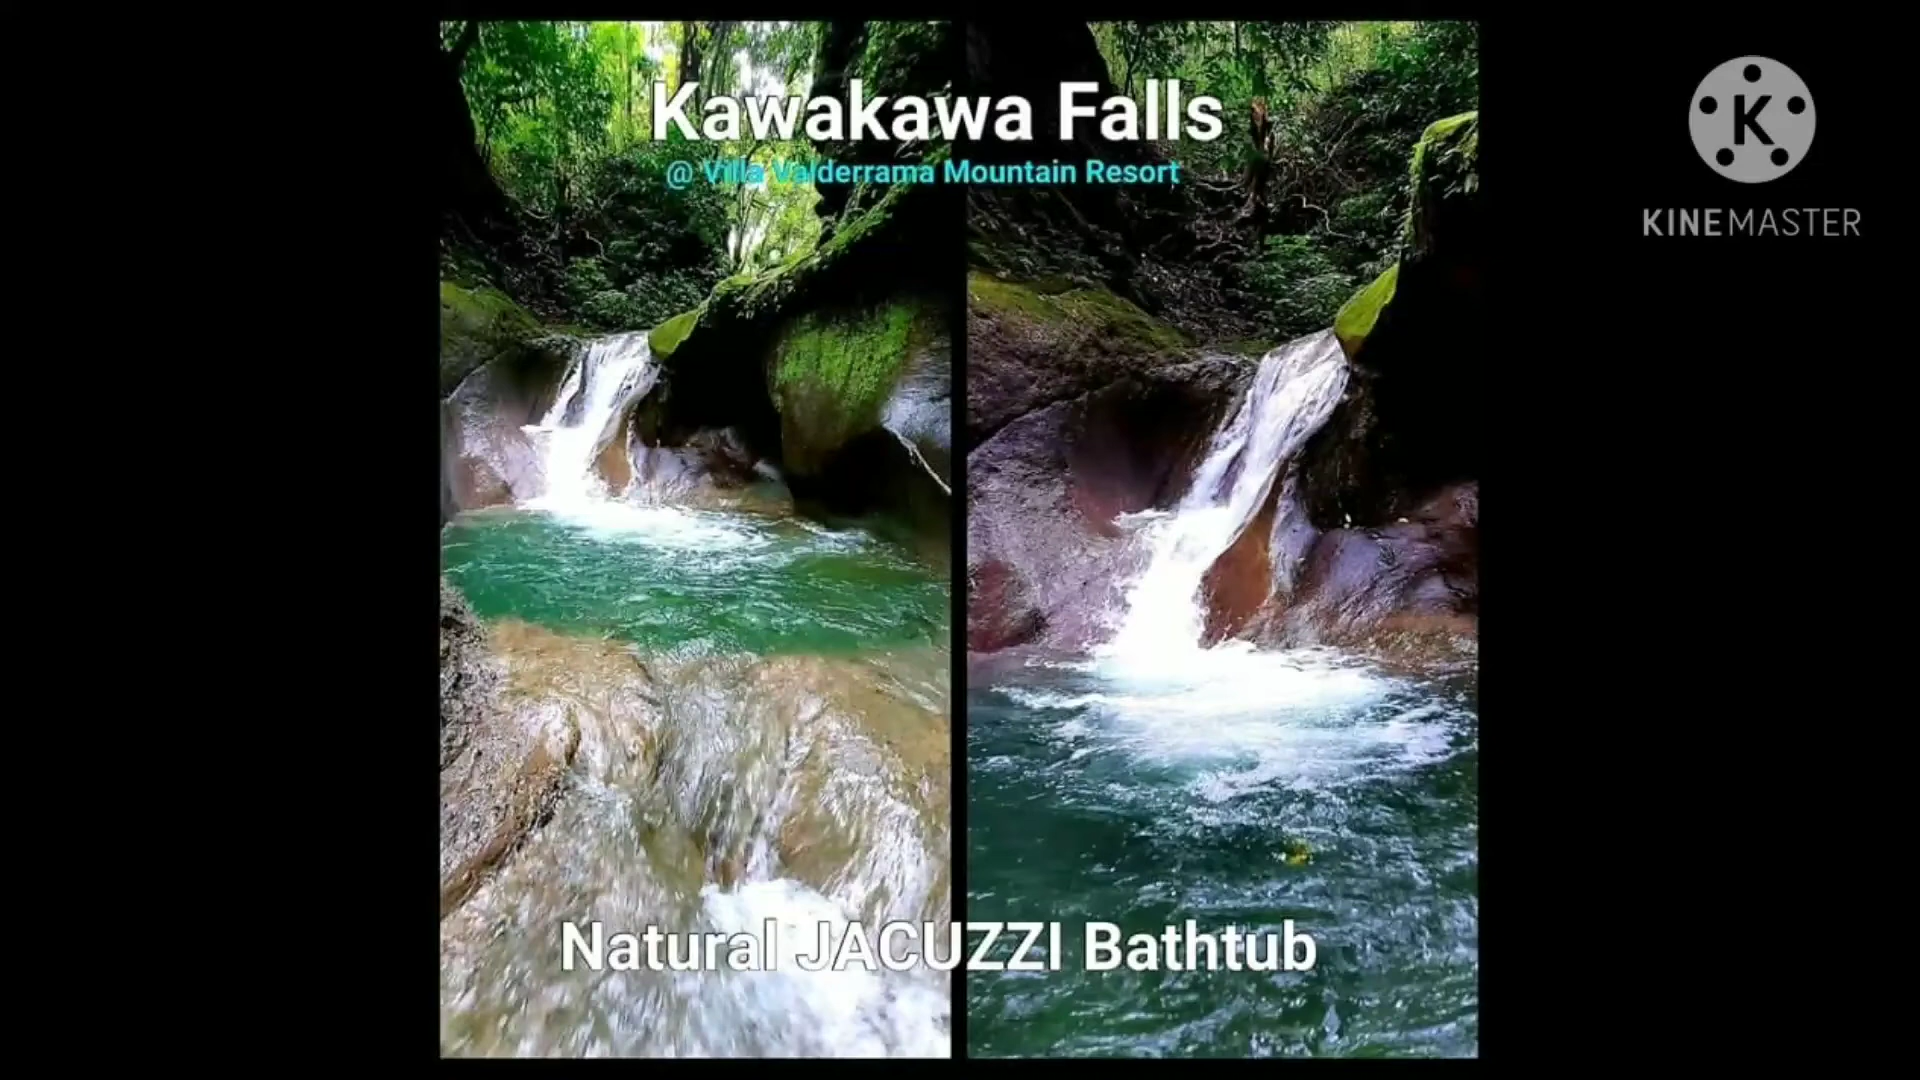 Kawakawa Falls
@ Villa Valderrama Mountain Resort
K
KINEMASTER
Natural JACUZZI Bathtub